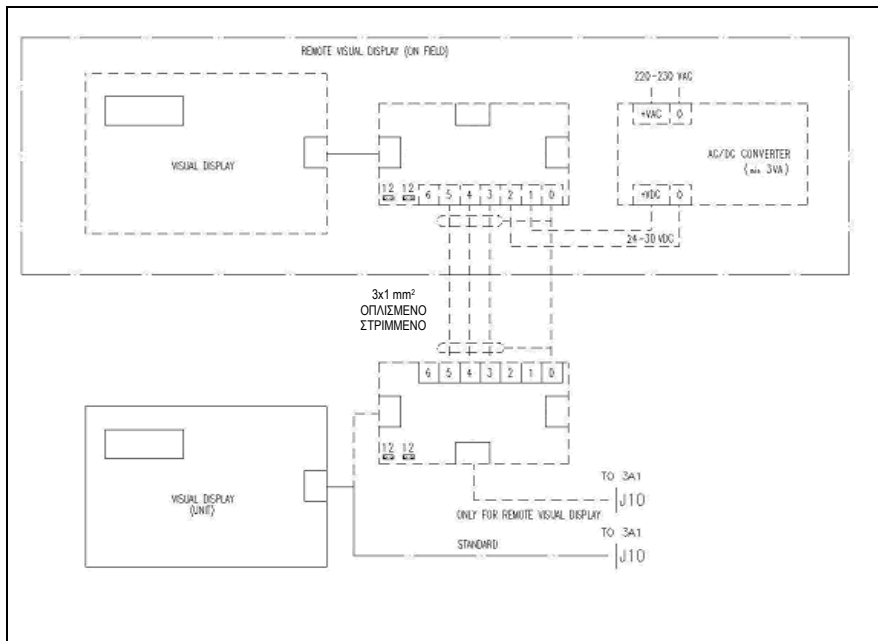 REMOTE VISUAL DISPLAY (ON FIELD)
220-230 VAC
+VAC 0
VISUAL DISPLAY
AC/DC CONVERTER
(min 3VA)
12 12
6 5 4 3 2 1 0
+VDC 0
24-30 VDC
3x1 mm²
ΟΠΛΙΣΜΕΝΟ
ΣΤΡΙΜΜΕΝΟ
6 5 4 3 2 1 0
12 12
VISUAL DISPLAY
(UNIT)
TO 3A1
J10
ONLY FOR REMOTE VISUAL DISPLAY
TO 3A1
STANDARD
J10